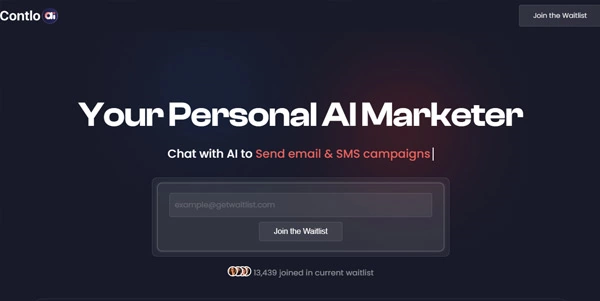 Contlo ai
Join the Waitlist
Your Personal AI Marketer
Chat with AI to Send email & SMS campaigns
example@getwaitlist.com
Join the Waitlist
13,439 joined in current waitlist